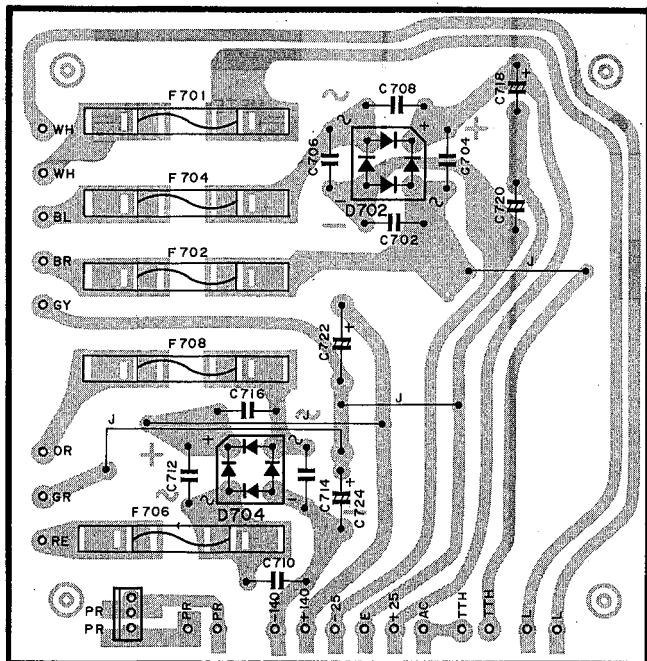 F701
C708
C718
+
WH
C706
+
+
C704
WH
F704
BL
D702
-
C720
C702
F702
BR
J
GY
C722
+
F708
C716
J
J
OR
+
+
C712
C714
+
C724
GR
D704
-
F706
RE
C710
PR
PR
PR
PR
-140
+140
-25
E
+25
AC
TTH
TTH
L
L